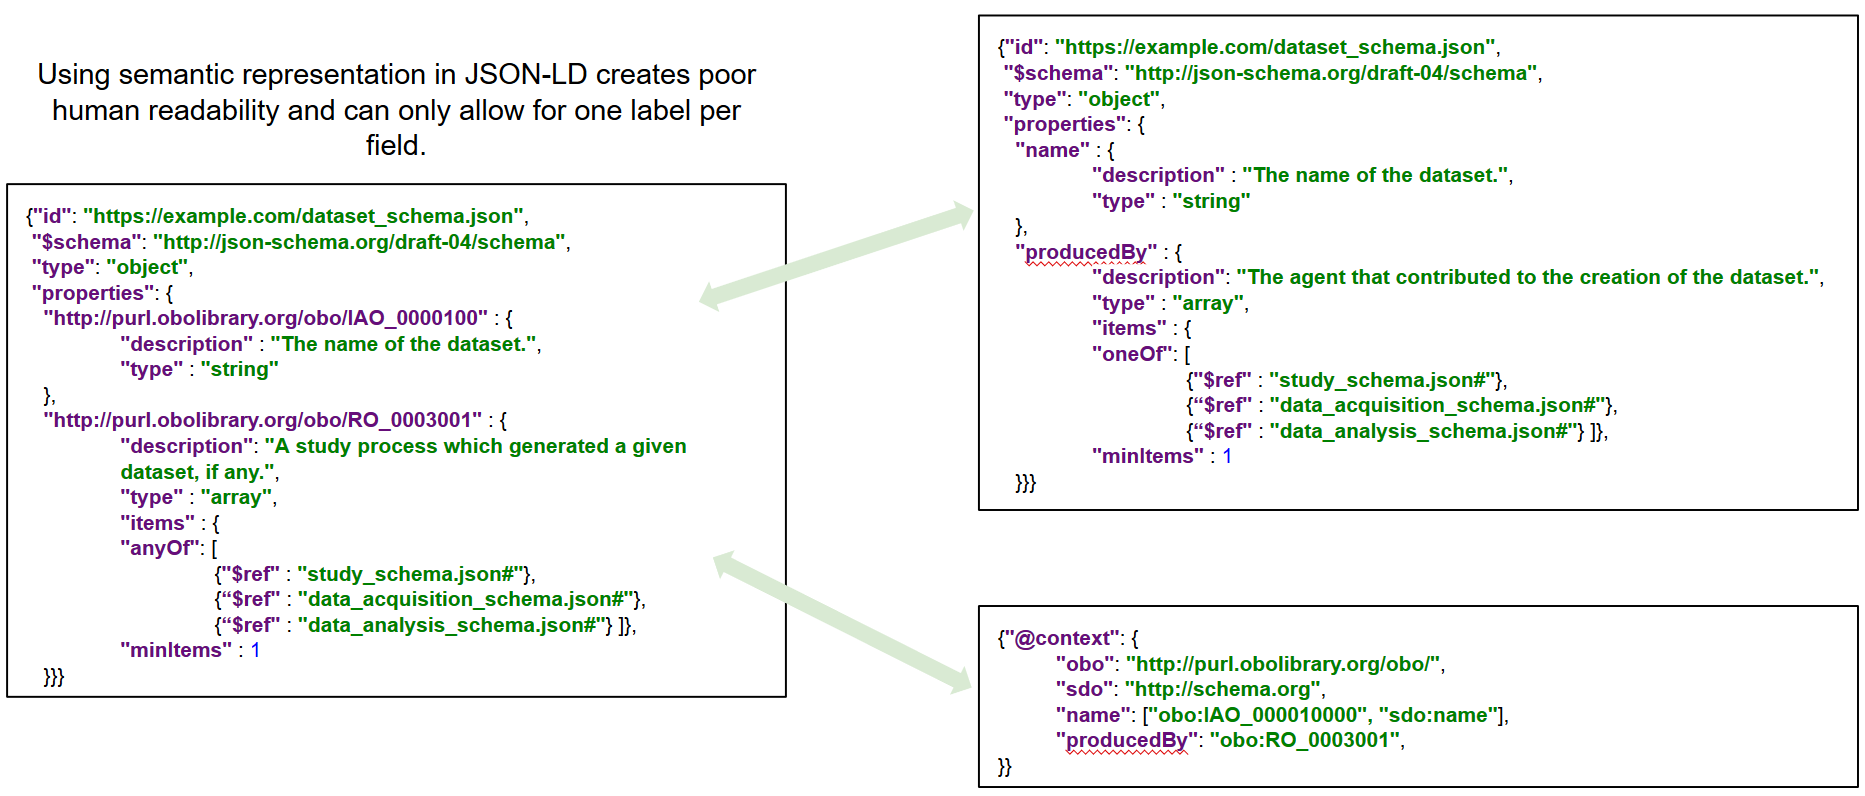 Using semantic representation in JSON-LD creates poor
human readability and can only allow for one label per
field.
{"id": "https://example.com/dataset_schema.json",
"$schema": "http://json-schema.org/draft-04/schema",
"type": "object",
"properties": {
"http://purl.obolibrary.org/obo/IAO_0000100" : {
"description" : "The name of the dataset.",
"type" : "string"
},
"http://purl.obolibrary.org/obo/RO_0003001" : {
"description": "A study process which generated a given
dataset, if any.",
"type" : "array",
"items" : {
"anyOf": [
{"$ref" : "study_schema.json#"},
{“$ref" : "data_acquisition_schema.json#"},
{“$ref" : "data_analysis_schema.json#"} ]},
"minItems" : 1
}}}
{"id": "https://example.com/dataset_schema.json",
"$schema": "http://json-schema.org/draft-04/schema",
"type": "object",
"properties": {
"name" : {
"description" : "The name of the dataset.",
"type" : "string"
},
"producedBy" : {
"description": "The agent that contributed to the creation of the dataset.",
"type" : "array",
"items" : {
"oneOf": [
{"$ref" : "study_schema.json#"},
{“$ref" : "data_acquisition_schema.json#"},
{“$ref" : "data_analysis_schema.json#"} ]},
"minItems" : 1
}}}
{"@context": {
"obo": "http://purl.obolibrary.org/obo/",
"sdo": "http://schema.org",
"name": ["obo:IAO_000010000", "sdo:name"],
"producedBy": "obo:RO_0003001",
}}